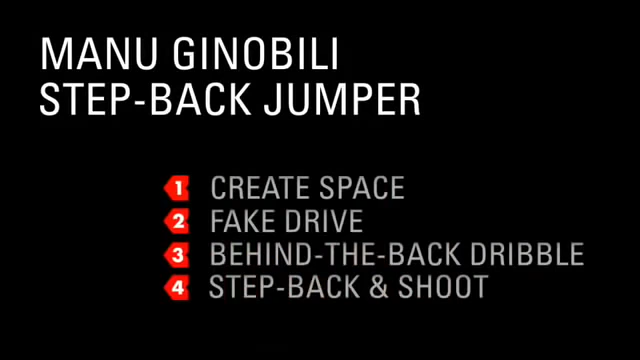 MANU GINOBILI
STEP-BACK JUMPER
1 CREATE SPACE
2 FAKE DRIVE
3 BEHIND-THE-BACK DRIBBLE
4 STEP-BACK & SHOOT